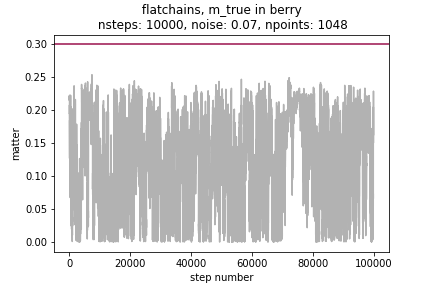 flatchains, m_true in berry
nsteps: 10000, noise: 0.07, npoints: 1048
0.30
0.25
0.20
0.15
0.10
0.05
0.00
matter
0 20000 40000 60000 80000 100000
step number